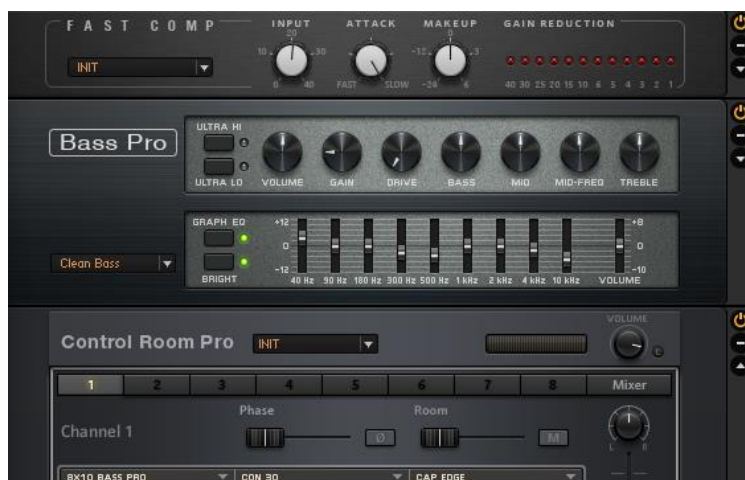 FAST COMP
INPUT ATTACK MAKEUP GAIN REDUCTION
20 0
10 30 -12 3
INIT
0 40 FAST SLOW -24 6 40 30 25 20 15 10 6 5 4 3 2 1
ULTRA HI
Bass Pro
ULTRA LO VOLUME GAIN DRIVE BASS MID MID-FREQ TREBLE
GRAPH EQ +12 +8
0 0
Clean Bass
-12 -10
BRIGHT 40 Hz 90 Hz 180 Hz 300 Hz 500 Hz 1 kHz 2 kHz 4 kHz 10 kHz VOLUME
VOLUME
Control Room Pro INIT
1 2 3 4 5 6 7 8 Mixer
Phase Room
Channel 1 Ø M
L R
8X10 BASS PRO CON 30 CAP EDGE